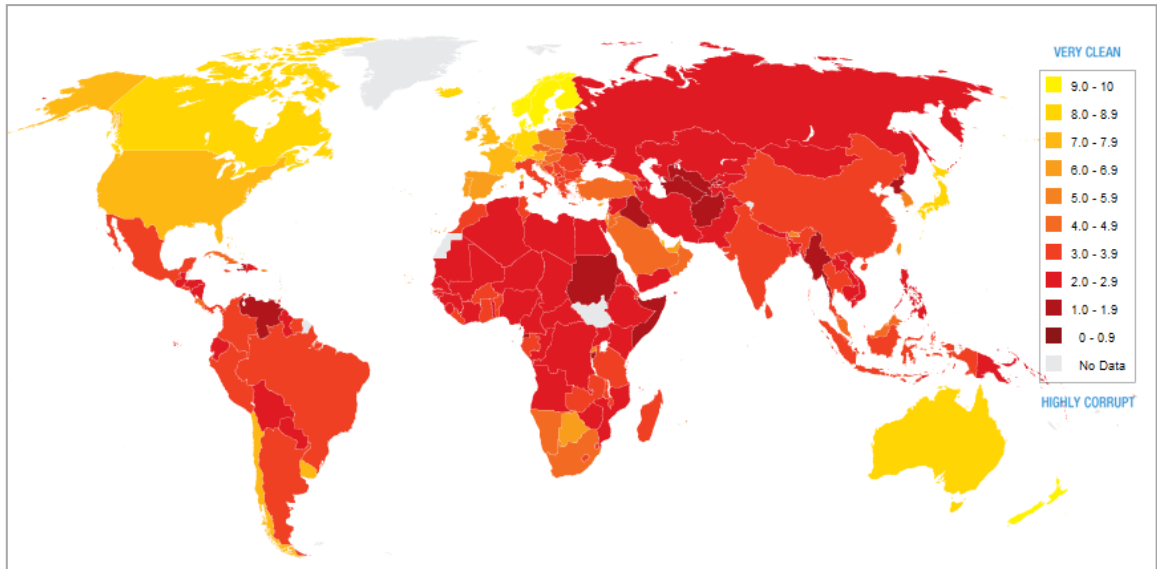 VERY CLEAN
9.0 - 10
8.0 - 8.9
7.0 - 7.9
6.0 - 6.9
5.0 - 5.9
4.0 - 4.9
3.0 - 3.9
2.0 - 2.9
1.0 - 1.9
0 - 0.9
No Data
HIGHLY CORRUPT